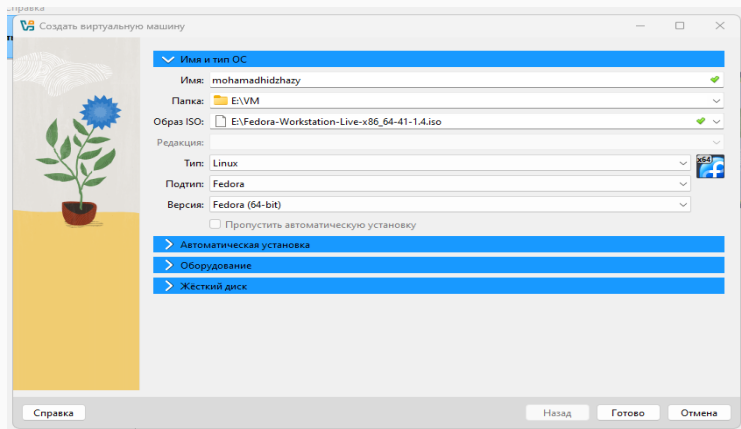 Справка
Создать виртуальную машину
Имя и тип ОС
Имя: mohamadhidzhazy
Папка: E:\VM
Образ ISO: E:\Fedora-Workstation-Live-x86_64-41-1.4.iso
Редакция:
Тип: Linux
x64
Подтип: Fedora
Версия: Fedora (64-bit)
Пропустить автоматическую установку
Автоматическая установка
Оборудование
Жёсткий диск
Справка Назад Готово Отмена